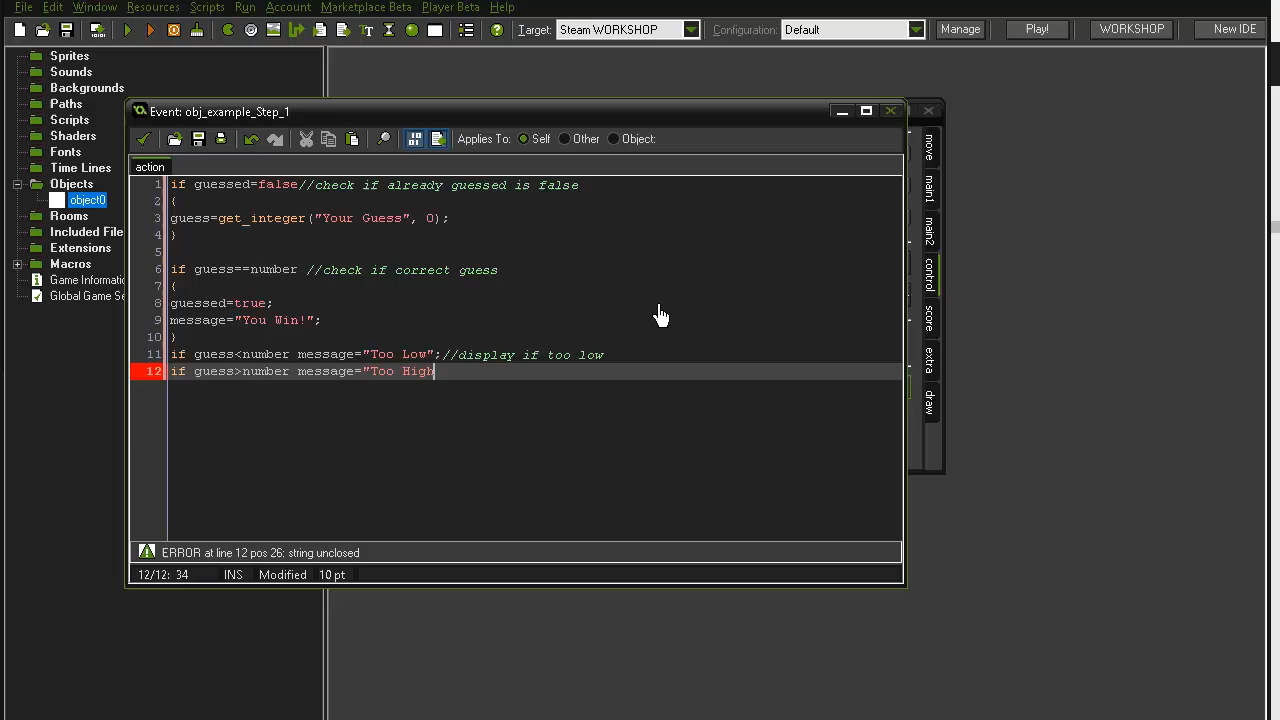 File Edit Window Resources Scripts Run Account Marketplace Beta Player Beta Help
Target: Steam WORKSHOP Configuration: Default Manage Play! WORKSHOP New IDE
Sprites
Sounds
Backgrounds
Paths
Scripts
Shaders
Fonts
Time Lines
Objects
object0
Rooms
Included File
Extensions
Macros
Game Informatio
Global Game Se
Event: obj_example_Step_1
Applies To: Self Other Object:
action
1 if guessed=false//check if already guessed is false
2 {
3 guess=get_integer("Your Guess", 0);
4 }
5
6 if guess==number //check if correct guess
7 {
8 guessed=true;
9 message="You Win!";
10 }
11 if guess<number message="Too Low";//display if too low
12 if guess>number message="Too High
ERROR at line 12 pos 26: string unclosed
12/12: 34 INS Modified 10 pt
move
main1
main2
control
score
extra
draw